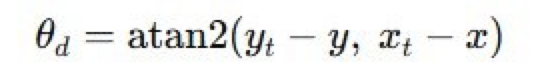 θ_d = atan2(y_t − y, x_t − x)